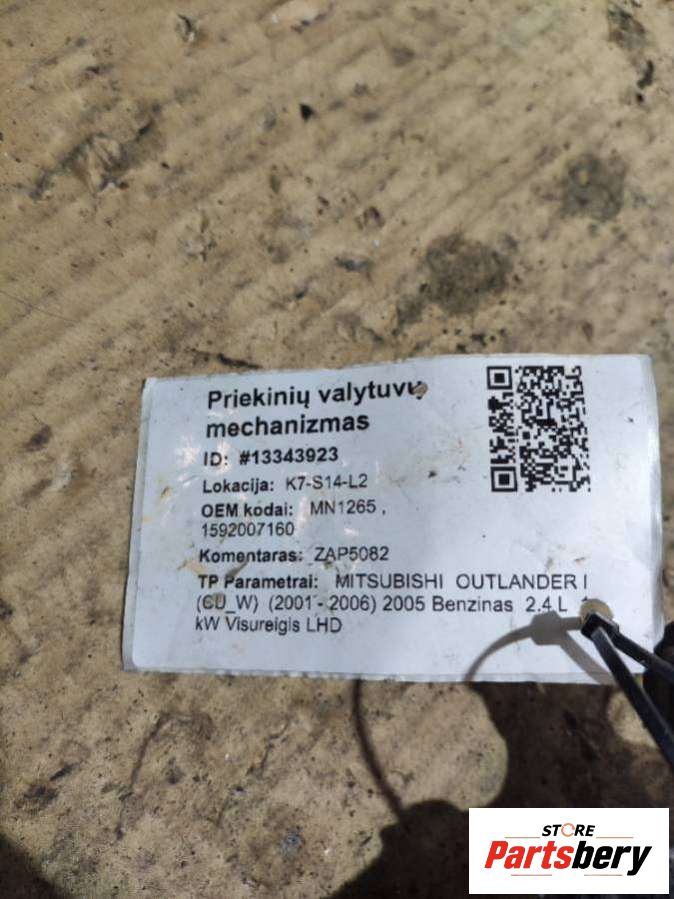 Priekinių valytuvų
mechanizmas
ID: #13343923
Lokacija: K7-S14-L2
OEM kodai: MN1265 ,
1592007160
Komentaras: ZAP5082
TP Parametrai: MITSUBISHI OUTLANDER I
(CU_W) (2001 - 2006) 2005 Benzinas 2.4 L
kW Visureigis LHD
STORE
Partsbery